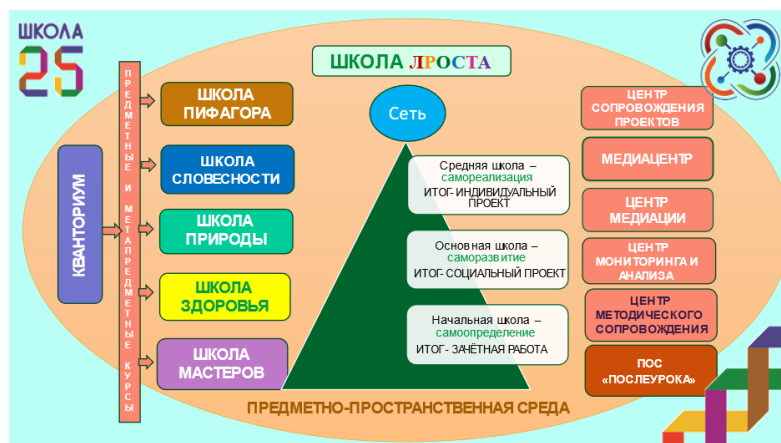 ШКОЛА
25
ШКОЛА ЛРОСТА
Сеть
КВАНТОРИУМ
ПРЕДМЕТНЫЕ И МЕТАПРЕДМЕТНЫЕ КУРСЫ
ШКОЛА
ПИФАГОРА
ШКОЛА
СЛОВЕСНОСТИ
ШКОЛА
ПРИРОДЫ
ШКОЛА
ЗДОРОВЬЯ
ШКОЛА
МАСТЕРОВ
Средняя школа –
самореализация
ИТОГ- ИНДИВИДУАЛЬНЫЙ
ПРОЕКТ
Основная школа –
саморазвитие
ИТОГ- СОЦИАЛЬНЫЙ ПРОЕКТ
Начальная школа –
самоопределение
ИТОГ- ЗАЧЁТНАЯ РАБОТА
ЦЕНТР
СОПРОВОЖДЕНИЯ
ПРОЕКТОВ
МЕДИАЦЕНТР
ЦЕНТР
МЕДИАЦИИ
ЦЕНТР
МОНИТОРИНГА И
АНАЛИЗА
ЦЕНТР
МЕТОДИЧЕСКОГО
СОПРОВОЖДЕНИЯ
ПОС
«ПОСЛЕУРОКА»
ПРЕДМЕТНО-ПРОСТРАНСТВЕННАЯ СРЕДА